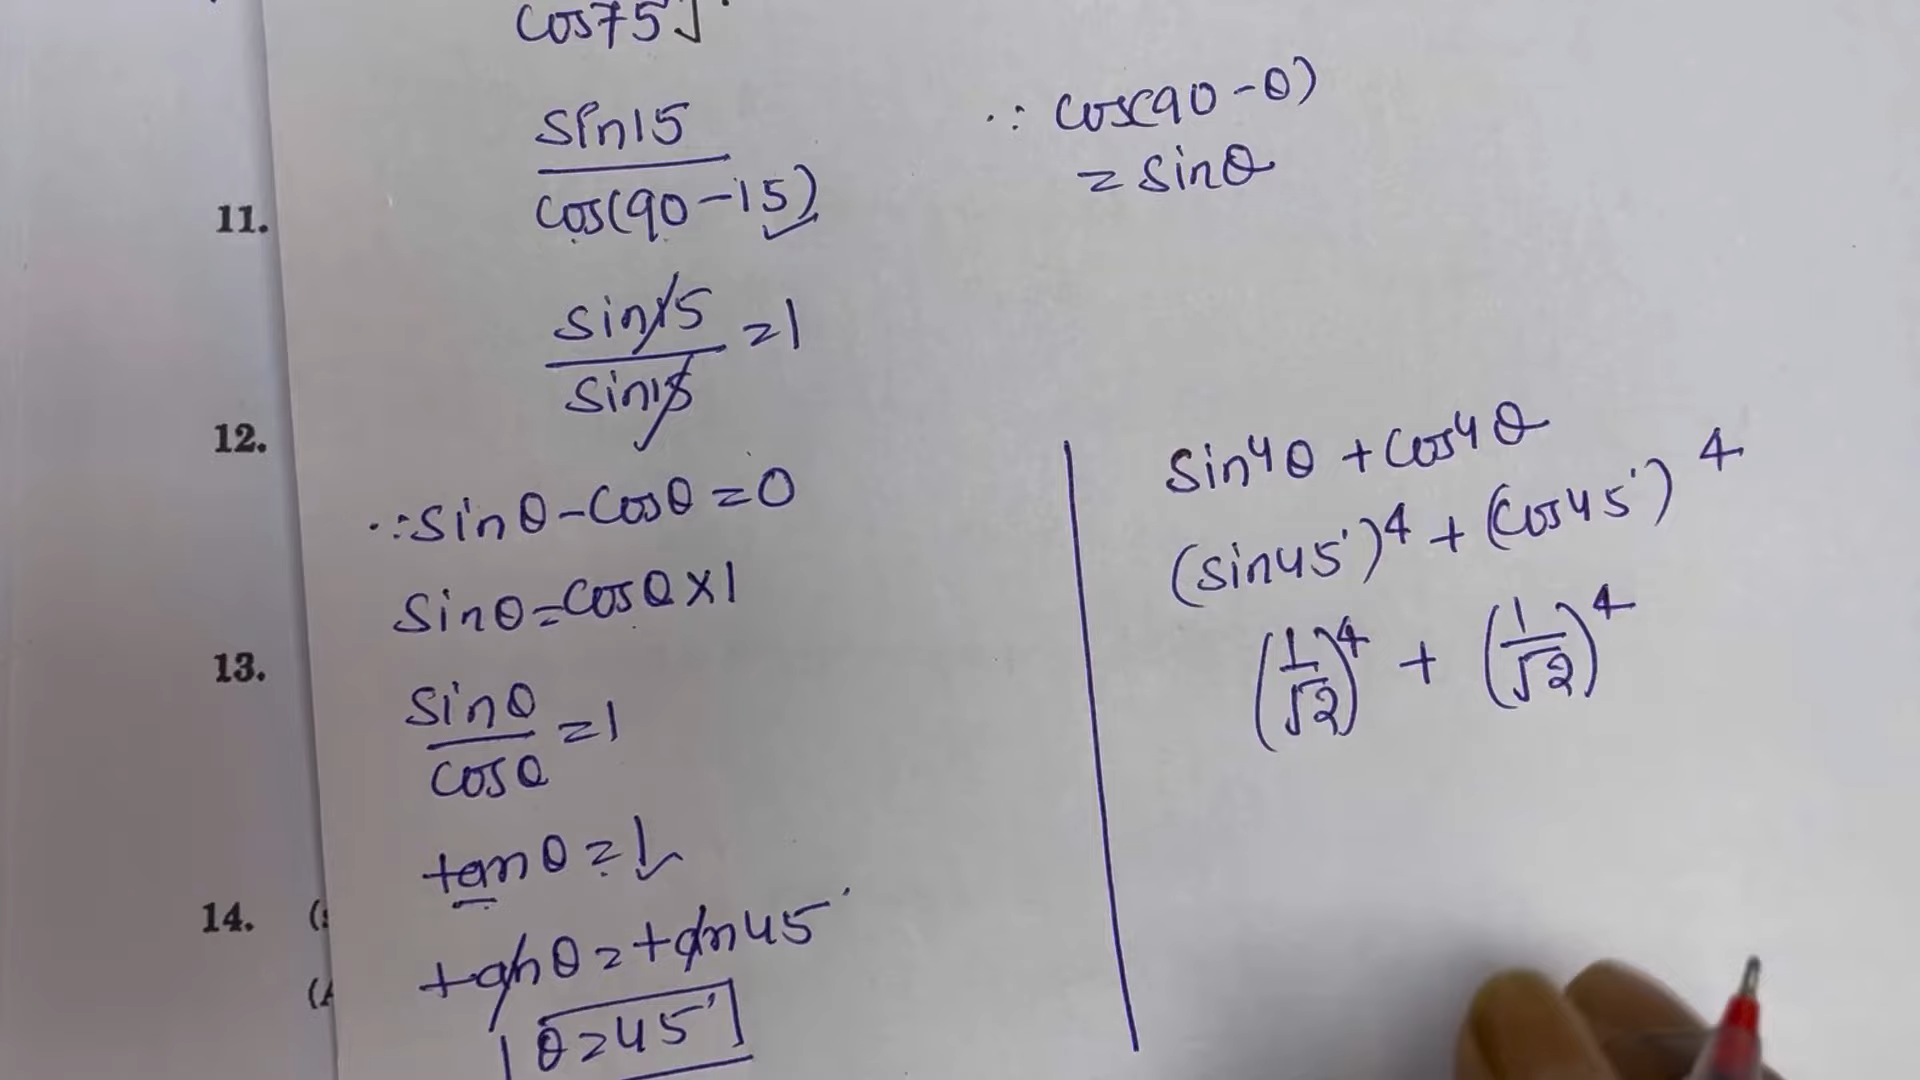 cos75
sin15
cos(90-15)
∵ cos(90-θ)
= sinθ
11.
sin15
sin15
=1
12.
∵ sinθ-cosθ=0
sinθ=cosθ×1
13.
sinθ
cosθ
=1
tanθ=1
14.
tanθ=tan45°
θ=45°
sin⁴θ+cos⁴θ
(sin45°)⁴+(cos45°)⁴
(1/√2)⁴+(1/√2)⁴